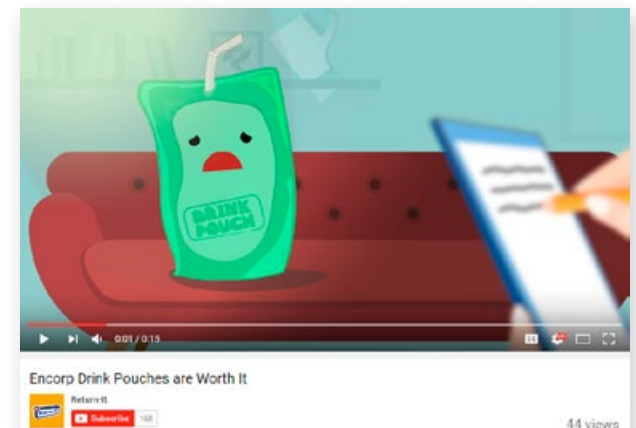 DRINK
POUCH
0:01 / 0:15
Encorp Drink Pouches are Worth It
Return-It
Subscribe 168
44 views